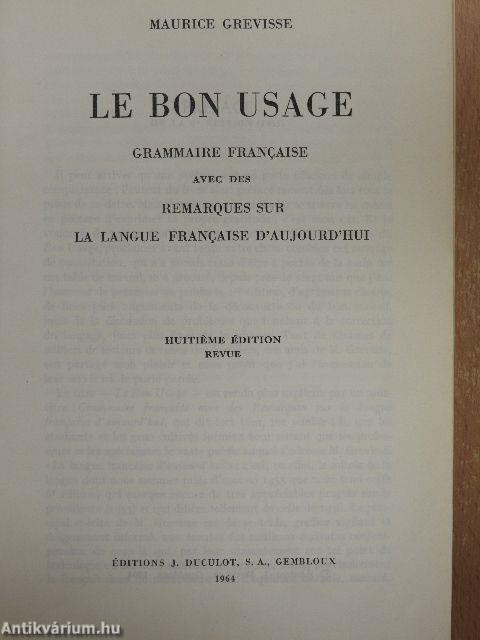 MAURICE GREVISSE
LE BON USAGE
GRAMMAIRE FRANÇAISE
AVEC DES
REMARQUES SUR
LA LANGUE FRANÇAISE D'AUJOURD'HUI
HUITIÈME ÉDITION
REVUE
ÉDITIONS J. DUCULOT, S. A., GEMBLOUX
1964
Antikvárium.hu